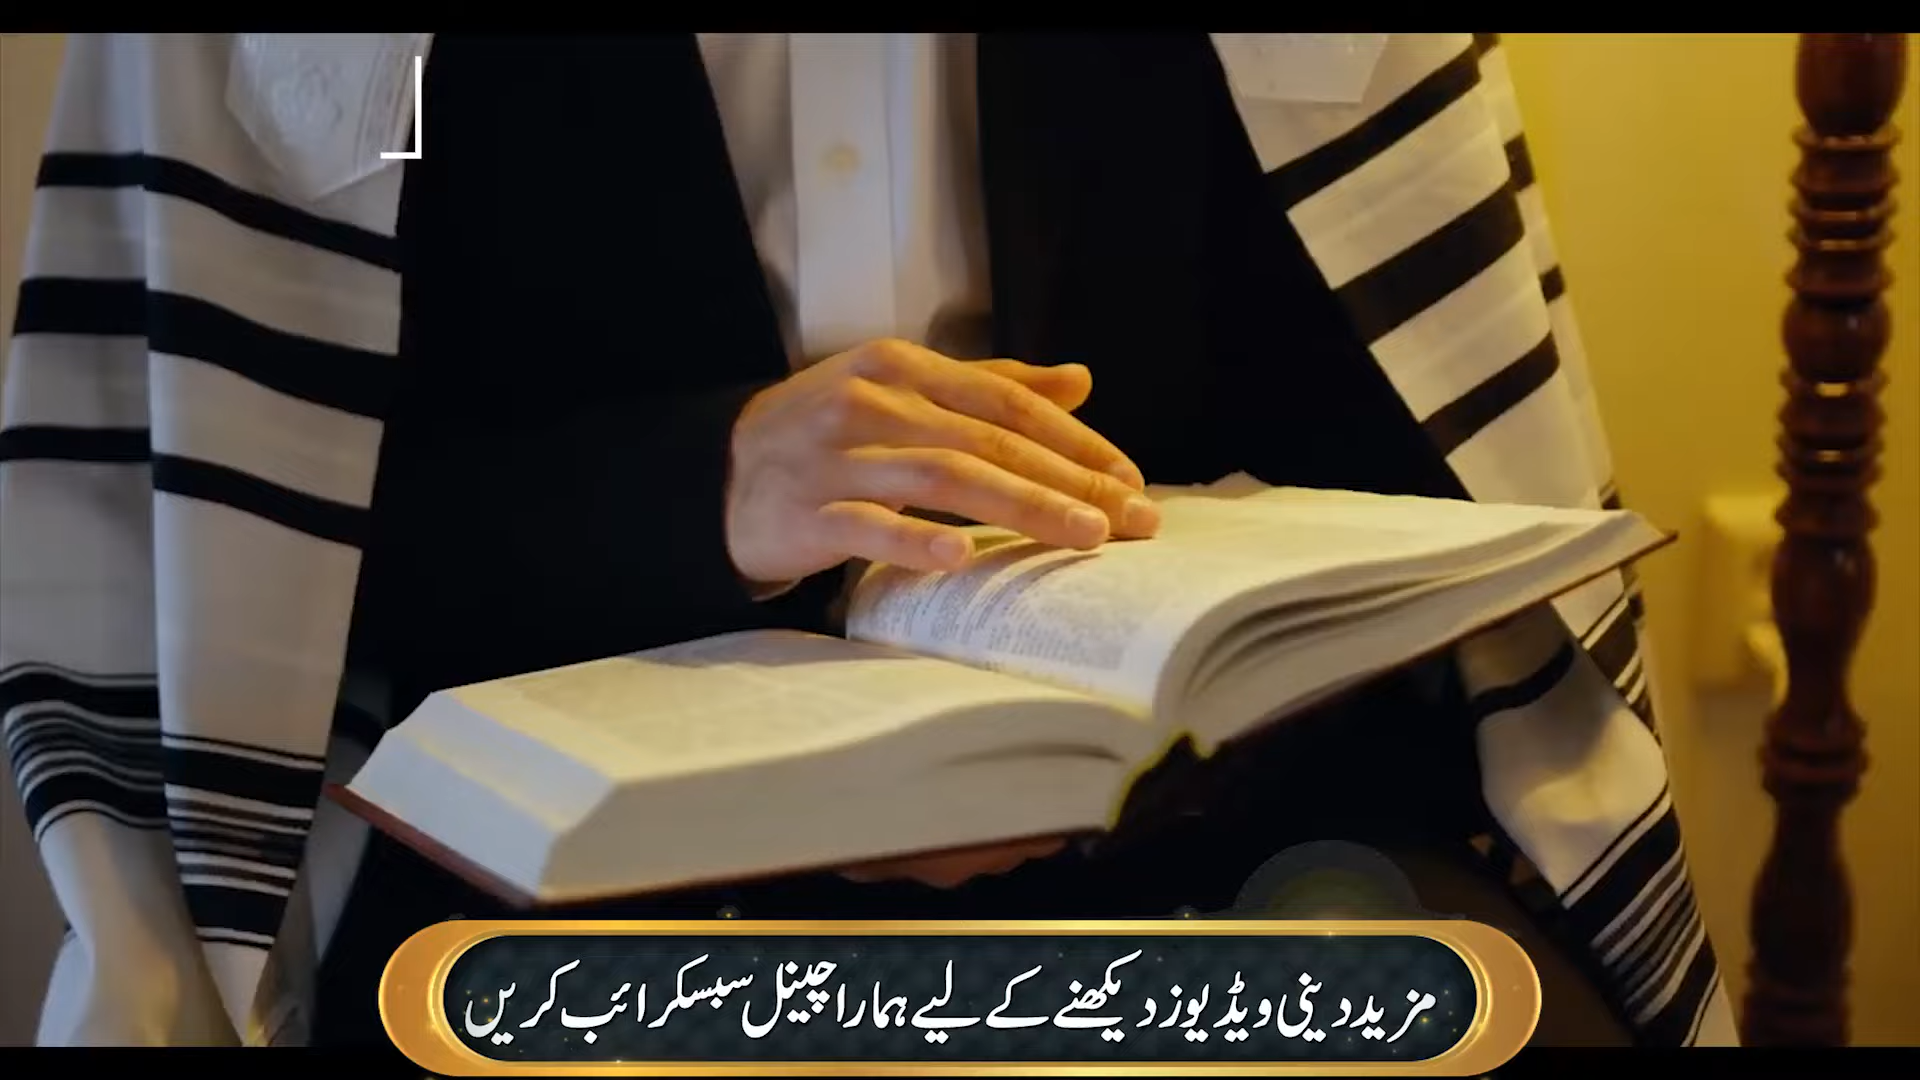 مزید دینی ویڈیوز دیکھنے کے لیے ہمارا چینل سبسکرائب کریں